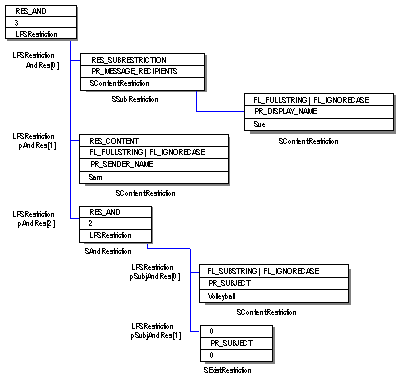 RES_AND
3
LPSRestriction
LPSRestriction
AndRes[0]
RES_SUBRESTRICTION
PR_MESSAGE_RECIPIENTS
SContentRestriction
SSubRestriction
FL_FULLSTRING | FL_IGNORECASE
PR_DISPLAY_NAME
Sue
SContentRestriction
LPSRestriction
pAndRes[1]
RES_CONTENT
FL_FULLSTRING | FL_IGNORECASE
PR_SENDER_NAME
Sam
SContentRestriction
LPSRestriction
pAndRes[2]
RES_AND
2
LPSRestriction
SAndRestriction
LPSRestriction
pSubjAndRes[0]
FL_SUBSTRING | FL_IGNORECASE
PR_SUBJECT
Volleyball
SContentRestriction
LPSRestriction
pSubjAndRes[1]
0
PR_SUBJECT
0
SExistRestriction